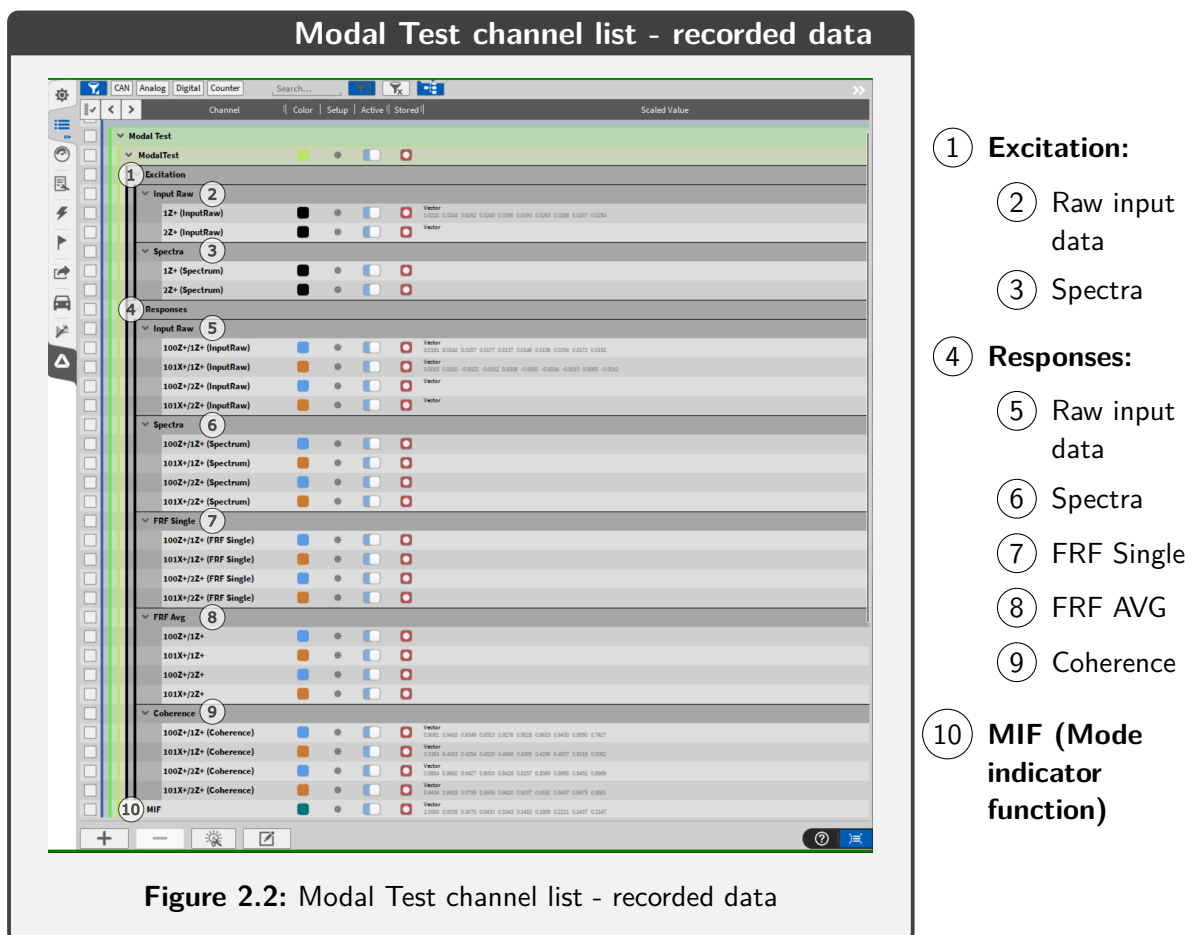 Modal Test channel list - recorded data
CAN Analog Digital Counter Search...
Channel Color Setup Active Stored Scaled Value
Modal Test
ModalTest
1 Excitation
Input Raw 2
1Z+ (InputRaw) Vector
2Z+ (InputRaw) Vector
Spectra 3
1Z+ (Spectrum)
2Z+ (Spectrum)
4 Responses
Input Raw 5
100Z+/1Z+ (InputRaw) Vector
101X+/1Z+ (InputRaw) Vector
100Z+/2Z+ (InputRaw) Vector
101X+/2Z+ (InputRaw) Vector
Spectra 6
100Z+/1Z+ (Spectrum)
101X+/1Z+ (Spectrum)
100Z+/2Z+ (Spectrum)
101X+/2Z+ (Spectrum)
FRF Single 7
100Z+/1Z+ (FRF Single)
101X+/1Z+ (FRF Single)
100Z+/2Z+ (FRF Single)
101X+/2Z+ (FRF Single)
FRF Avg 8
100Z+/1Z+
101X+/1Z+
100Z+/2Z+
101X+/2Z+
Coherence 9
100Z+/1Z+ (Coherence) Vector
101X+/1Z+ (Coherence) Vector
100Z+/2Z+ (Coherence) Vector
101X+/2Z+ (Coherence) Vector
10 MIF Vector
Figure 2.2: Modal Test channel list - recorded data
1 Excitation:
2 Raw input
data
3 Spectra
4 Responses:
5 Raw input
data
6 Spectra
7 FRF Single
8 FRF AVG
9 Coherence
10 MIF (Mode
indicator
function)